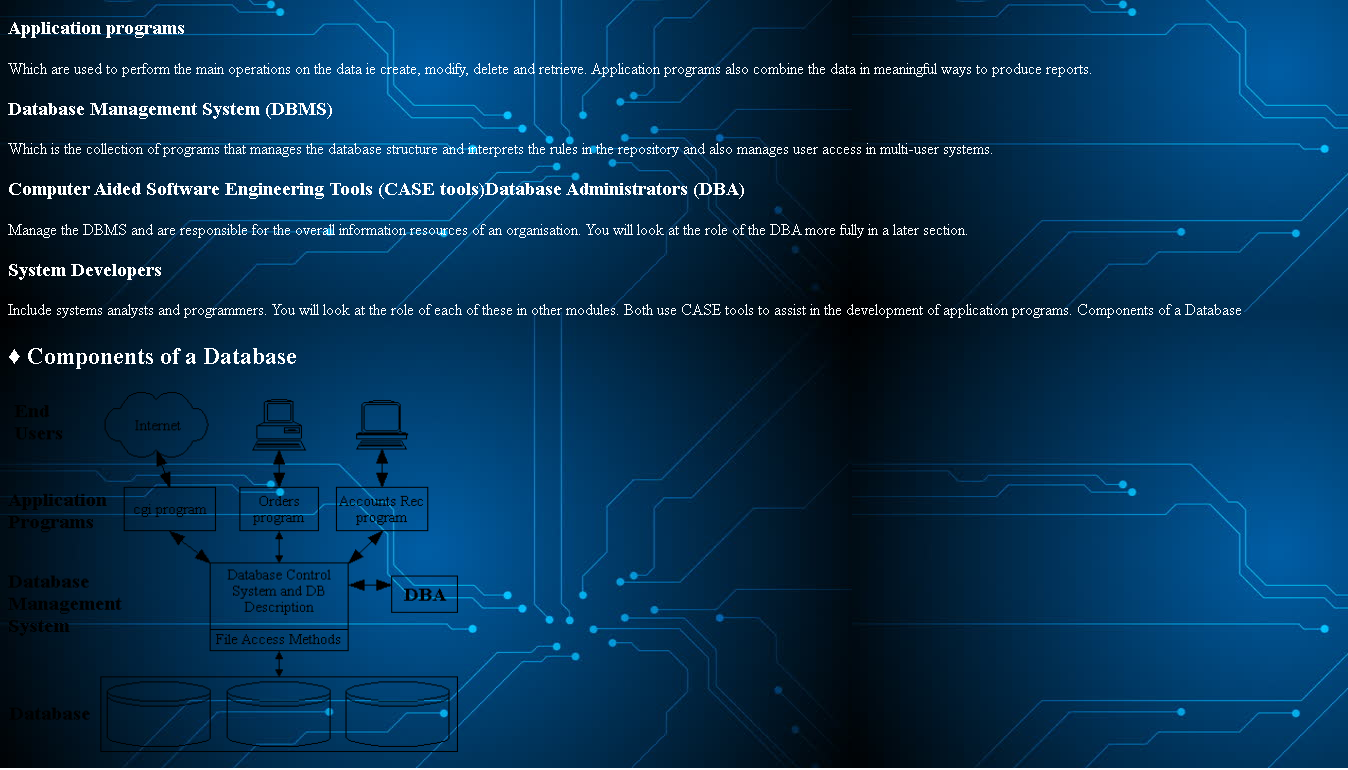 Application programs
Which are used to perform the main operations on the data ie create, modify, delete and retrieve. Application programs also combine the data in meaningful ways to produce reports.
Database Management System (DBMS)
Which is the collection of programs that manages the database structure and interprets the rules in the repository and also manages user access in multi-user systems.
Computer Aided Software Engineering Tools (CASE tools)Database Administrators (DBA)
Manage the DBMS and are responsible for the overall information resources of an organisation. You will look at the role of the DBA more fully in a later section.
System Developers
Include systems analysts and programmers. You will look at the role of each of these in other modules. Both use CASE tools to assist in the development of application programs. Components of a Database
♦ Components of a Database
End
Users
Internet
Application
Programs
cgi program
Orders
program
Accounts Rec
program
Database
Management
System
Database Control
System and DB
Description
File Access Methods
DBA
Database